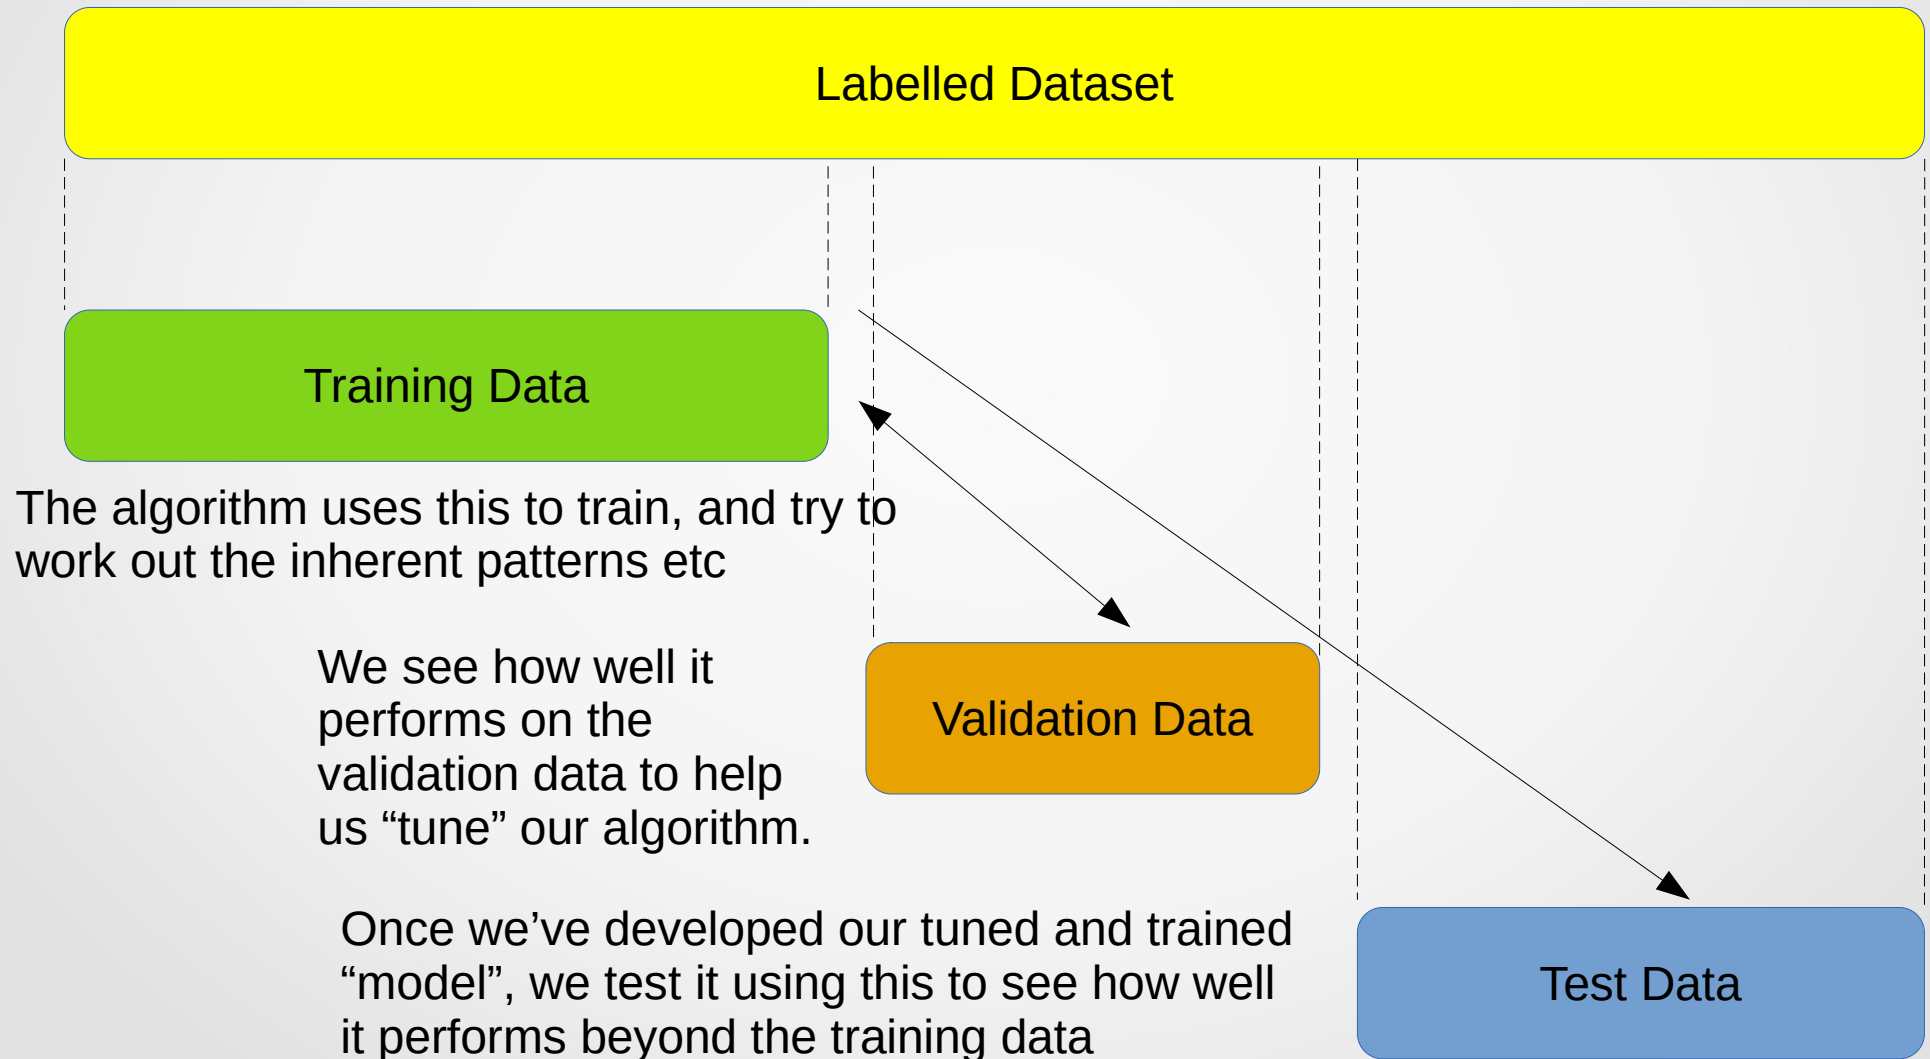 Labelled Dataset
Training Data
The algorithm uses this to train, and try to
work out the inherent patterns etc
We see how well it
performs on the
validation data to help
us “tune” our algorithm.
Validation Data
Once we’ve developed our tuned and trained
“model”, we test it using this to see how well
it performs beyond the training data
Test Data